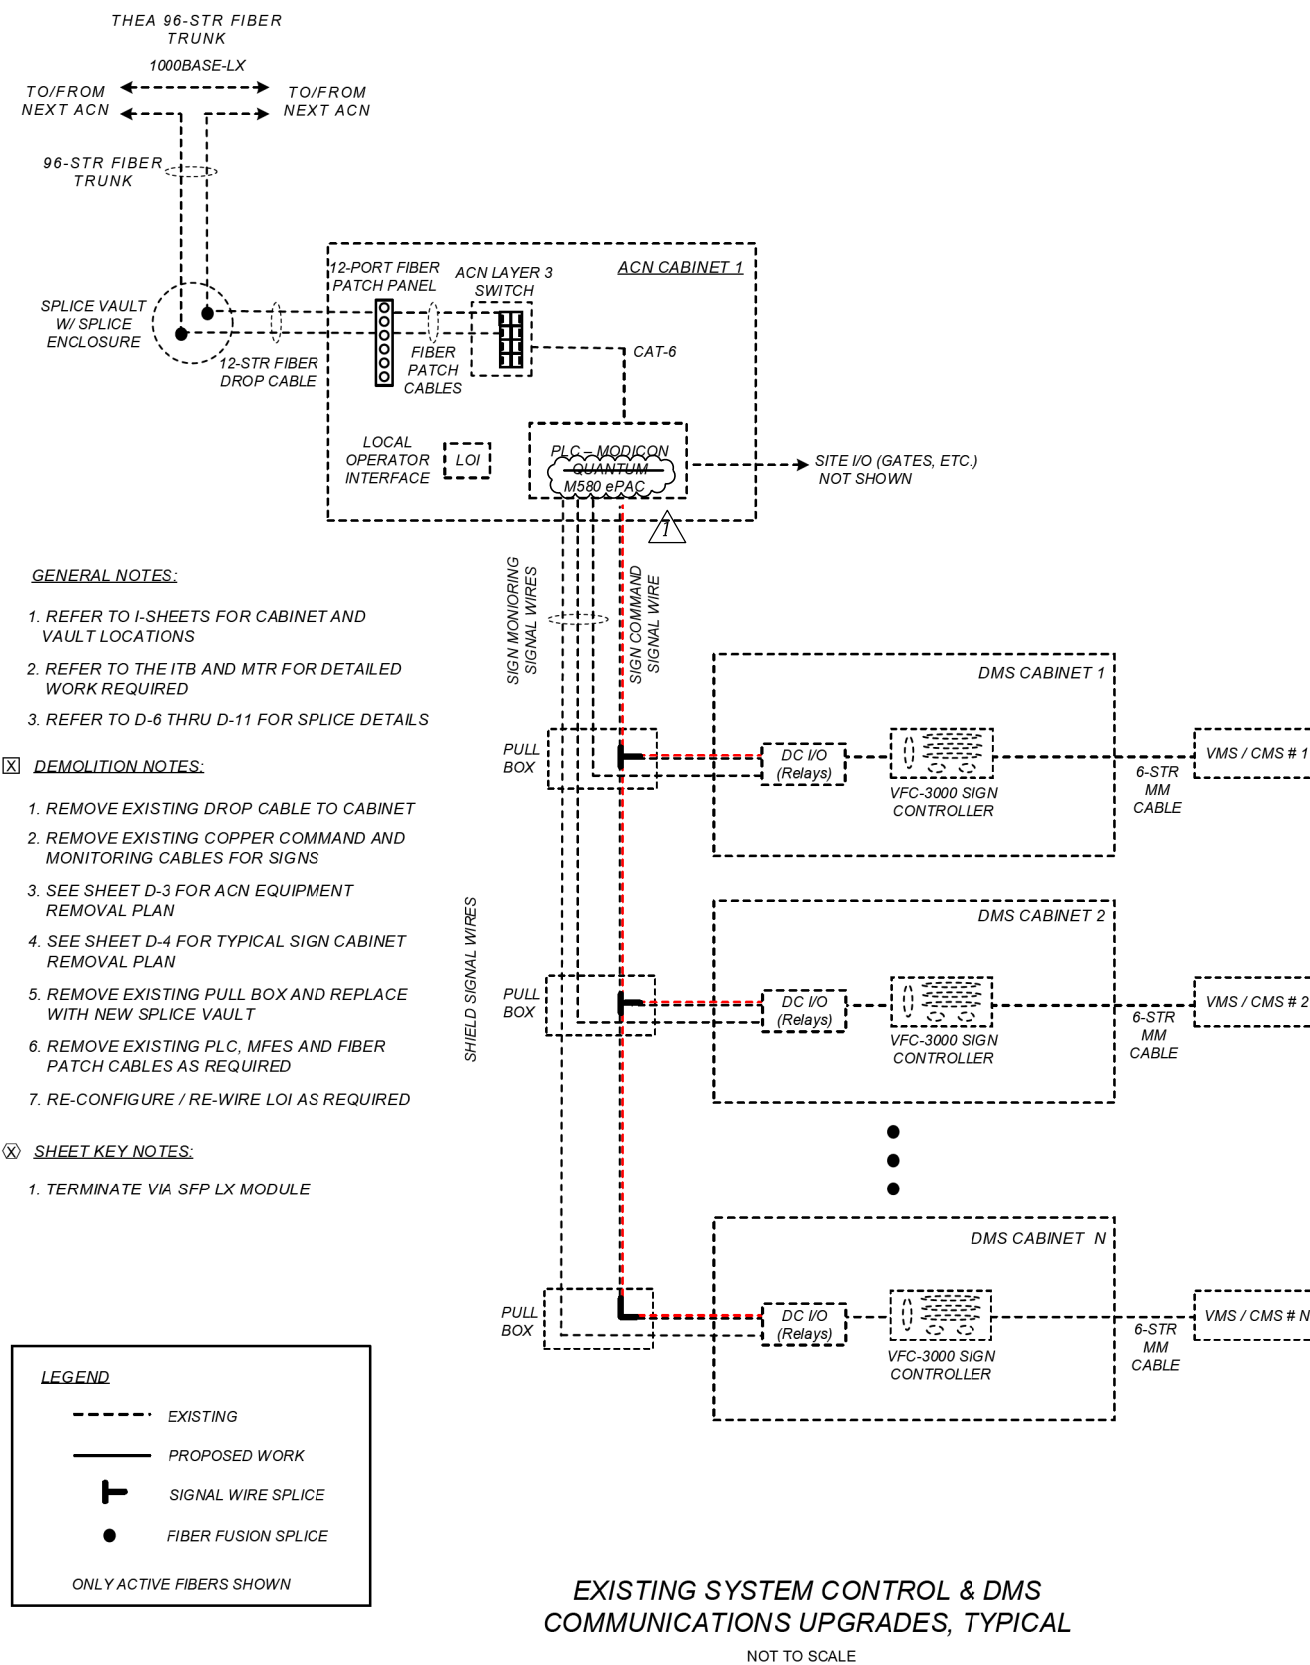 THEA 96-STR FIBER
TRUNK
1000BASE-LX
TO/FROM
NEXT ACN
TO/FROM
NEXT ACN
96-STR FIBER
TRUNK
SPLICE VAULT
W/ SPLICE
ENCLOSURE
12-STR FIBER
DROP CABLE
12-PORT FIBER
PATCH PANEL
ACN LAYER 3
SWITCH
ACN CABINET 1
FIBER
PATCH
CABLES
CAT-6
LOCAL
OPERATOR
INTERFACE
LOI
PLC – MODICON
QUANTUM
M580 ePAC
SITE I/O (GATES, ETC.)
NOT SHOWN
1
SIGN MONIORING
SIGNAL WIRES
SIGN COMMAND
SIGNAL WIRE
GENERAL NOTES:
1. REFER TO I-SHEETS FOR CABINET AND
VAULT LOCATIONS
2. REFER TO THE ITB AND MTR FOR DETAILED
WORK REQUIRED
3. REFER TO D-6 THRU D-11 FOR SPLICE DETAILS
X DEMOLITION NOTES:
1. REMOVE EXISTING DROP CABLE TO CABINET
2. REMOVE EXISTING COPPER COMMAND AND
MONITORING CABLES FOR SIGNS
3. SEE SHEET D-3 FOR ACN EQUIPMENT
REMOVAL PLAN
4. SEE SHEET D-4 FOR TYPICAL SIGN CABINET
REMOVAL PLAN
5. REMOVE EXISTING PULL BOX AND REPLACE
WITH NEW SPLICE VAULT
6. REMOVE EXISTING PLC, MFES AND FIBER
PATCH CABLES AS REQUIRED
7. RE-CONFIGURE / RE-WIRE LOI AS REQUIRED
X SHEET KEY NOTES:
1. TERMINATE VIA SFP LX MODULE
SHIELD SIGNAL WIRES
PULL
BOX
DMS CABINET 1
DC I/O
(Relays)
VFC-3000 SIGN
CONTROLLER
6-STR
MM
CABLE
VMS / CMS # 1
PULL
BOX
DMS CABINET 2
DC I/O
(Relays)
VFC-3000 SIGN
CONTROLLER
6-STR
MM
CABLE
VMS / CMS # 2
PULL
BOX
DMS CABINET N
DC I/O
(Relays)
VFC-3000 SIGN
CONTROLLER
6-STR
MM
CABLE
VMS / CMS # N
LEGEND
EXISTING
PROPOSED WORK
SIGNAL WIRE SPLICE
FIBER FUSION SPLICE
ONLY ACTIVE FIBERS SHOWN
EXISTING SYSTEM CONTROL & DMS
COMMUNICATIONS UPGRADES, TYPICAL
NOT TO SCALE